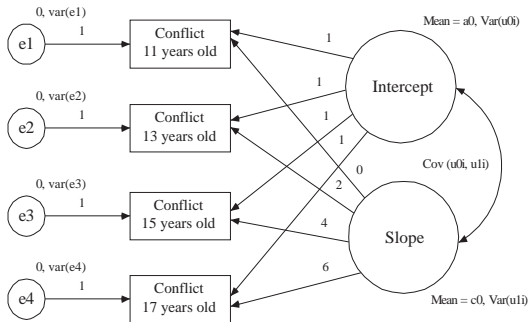 0, var(e1)
e1
1
Conflict
11 years old
0, var(e2)
e2
1
Conflict
13 years old
0, var(e3)
e3
1
Conflict
15 years old
0, var(e4)
e4
1
Conflict
17 years old
1
1
1
1
0
2
4
6
Mean = a0, Var(u0i)
Intercept
Cov (u0i, u1i)
Slope
Mean = c0, Var(u1i)